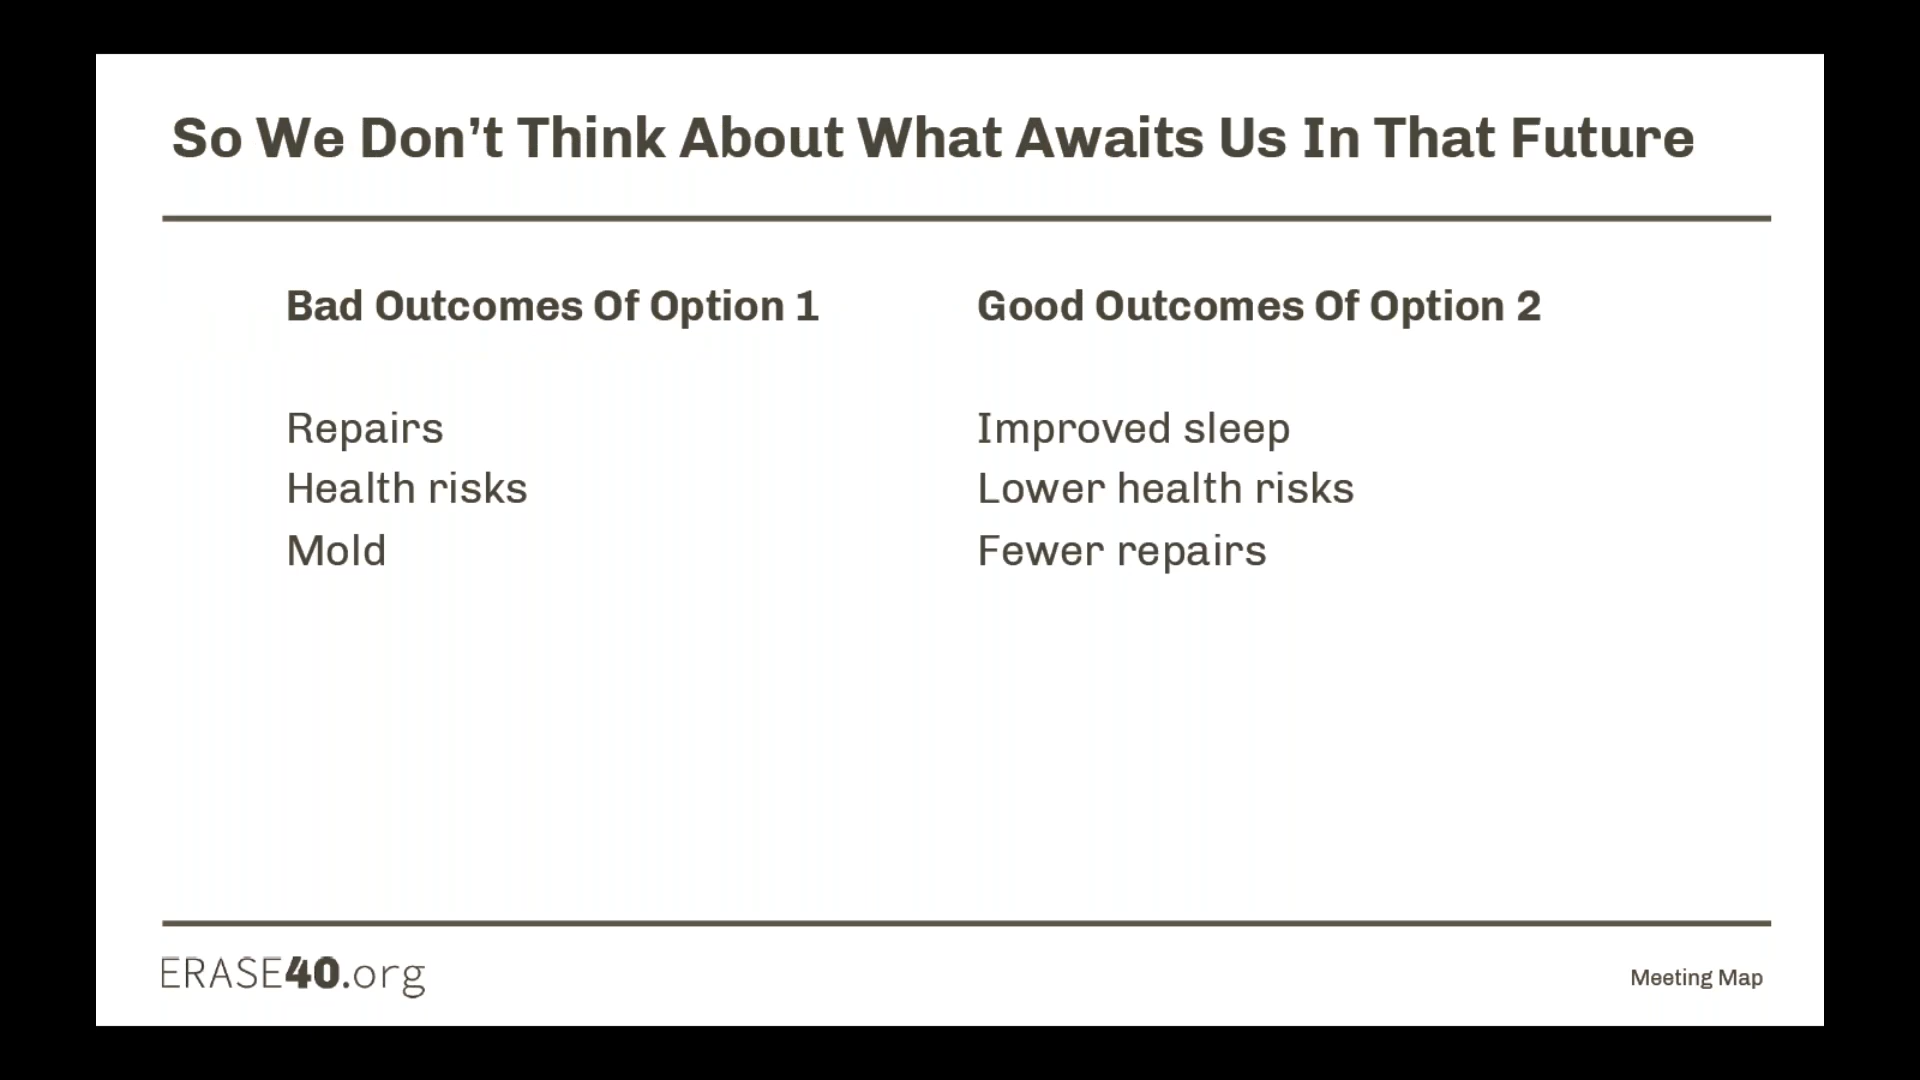 So We Don’t Think About What Awaits Us In That Future
Bad Outcomes Of Option 1
Repairs
Health risks
Mold
Good Outcomes Of Option 2
Improved sleep
Lower health risks
Fewer repairs
ERASE40.org
Meeting Map